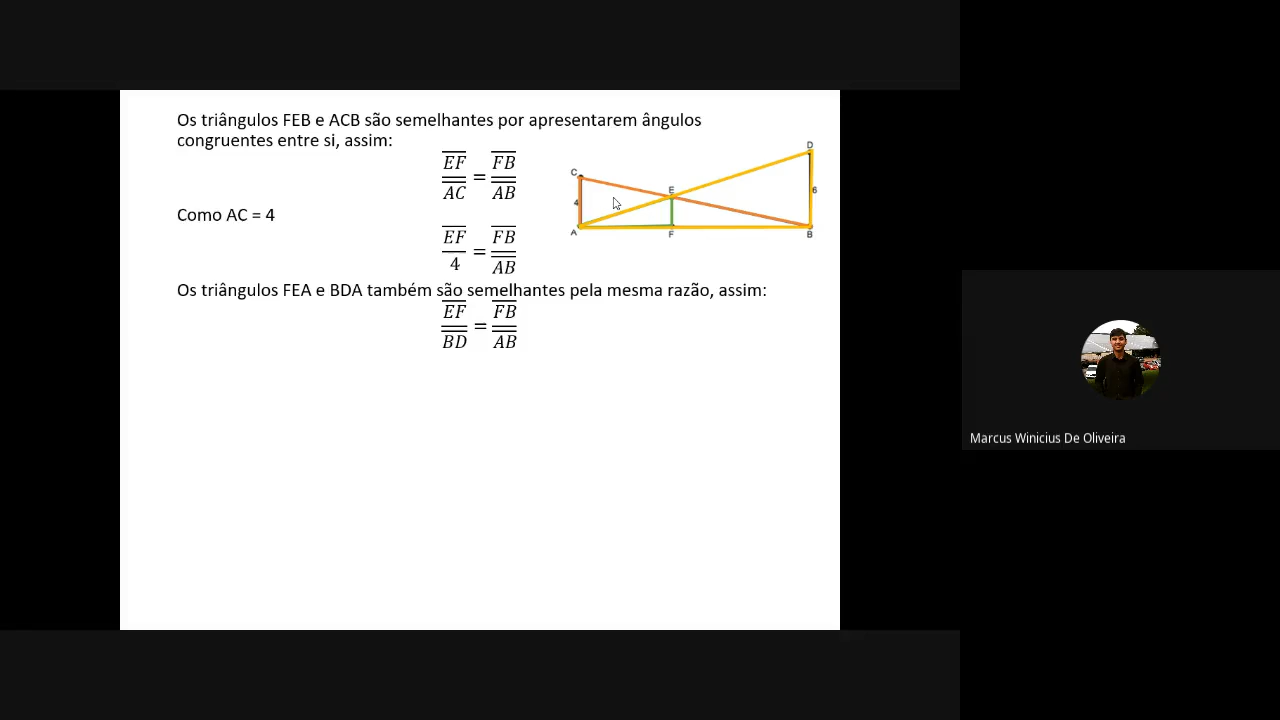 Os triângulos FEB e ACB são semelhantes por apresentarem ângulos
congruentes entre si, assim:
EF/AC = FB/AB
Como AC = 4
EF/4 = FB/AB
Os triângulos FEA e BDA também são semelhantes pela mesma razão, assim:
EF/BD = FB/AB
D
C
E
6
4
A
F
B
Marcus Winicius De Oliveira